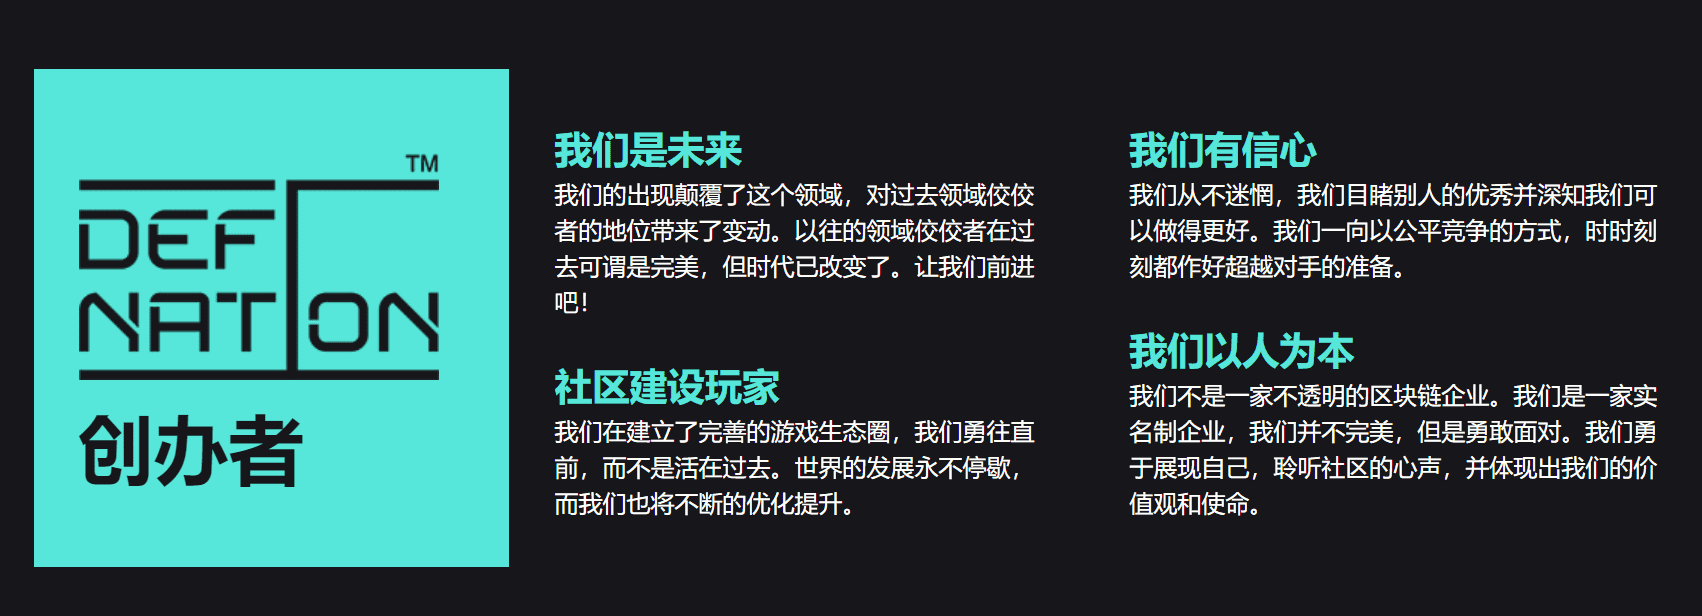 TM
DEF
NATION
创办者
我们是未来
我们的出现颠覆了这个领域，对过去领域佼佼
者的地位带来了变动。以往的领域佼佼者在过
去可谓是完美，但时代已改变了。让我们前进
吧！
社区建设玩家
我们在建立了完善的游戏生态圈，我们勇往直
前，而不是活在过去。世界的发展永不停歇，
而我们也将不断的优化提升。
我们有信心
我们从不迷惘，我们目睹别人的优秀并深知我们可
以做得更好。我们一向以公平竞争的方式，时时刻
刻都作好超越对手的准备。
我们以人为本
我们不是一家不透明的区块链企业。我们是一家实
名制企业，我们并不完美，但是勇敢面对。我们勇
于展现自己，聆听社区的心声，并体现出我们的价
值观和使命。